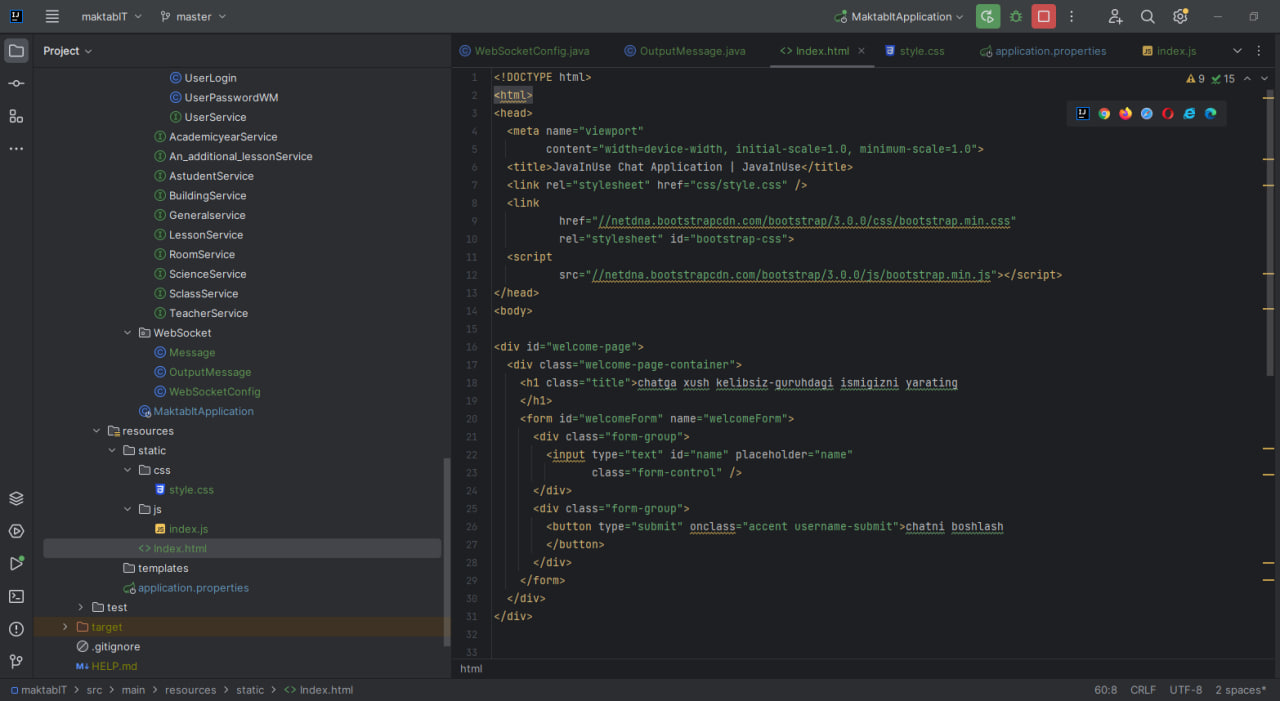 maktabIT
master
MaktabItApplication
Project
WebSocketConfig.java
OutputMessage.java
<> Index.html
style.css
application.properties
index.js
UserLogin
UserPasswordWM
UserService
AcademicyearService
An_additional_lessonService
AstudentService
BuildingService
Generalservice
LessonService
RoomService
ScienceService
SclassService
TeacherService
WebSocket
Message
OutputMessage
WebSocketConfig
MaktabItApplication
resources
static
css
style.css
js
index.js
<> Index.html
templates
application.properties
test
target
.gitignore
M↓ HELP.md
9 15
1 <!DOCTYPE html>
2 <html>
3 <head>
4 <meta name="viewport"
5 content="width=device-width, initial-scale=1.0, minimum-scale=1.0">
6 <title>JavaInUse Chat Application | JavaInUse</title>
7 <link rel="stylesheet" href="css/style.css" />
8 <link
9 href="//netdna.bootstrapcdn.com/bootstrap/3.0.0/css/bootstrap.min.css"
10 rel="stylesheet" id="bootstrap-css">
11 <script
12 src="//netdna.bootstrapcdn.com/bootstrap/3.0.0/js/bootstrap.min.js"></script>
13 </head>
14 <body>
15
16 <div id="welcome-page">
17 <div class="welcome-page-container">
18 <h1 class="title">chatga xush kelibsiz-guruhdagi ismigizni yarating
19 </h1>
20 <form id="welcomeForm" name="welcomeForm">
21 <div class="form-group">
22 <input type="text" id="name" placeholder="name"
23 class="form-control" />
24 </div>
25 <div class="form-group">
26 <button type="submit" onclass="accent username-submit">chatni boshlash
27 </button>
28 </div>
29 </form>
30 </div>
31 </div>
32
33
html
maktabIT > src > main > resources > static > <> Index.html
60:8 CRLF UTF-8 2 spaces*